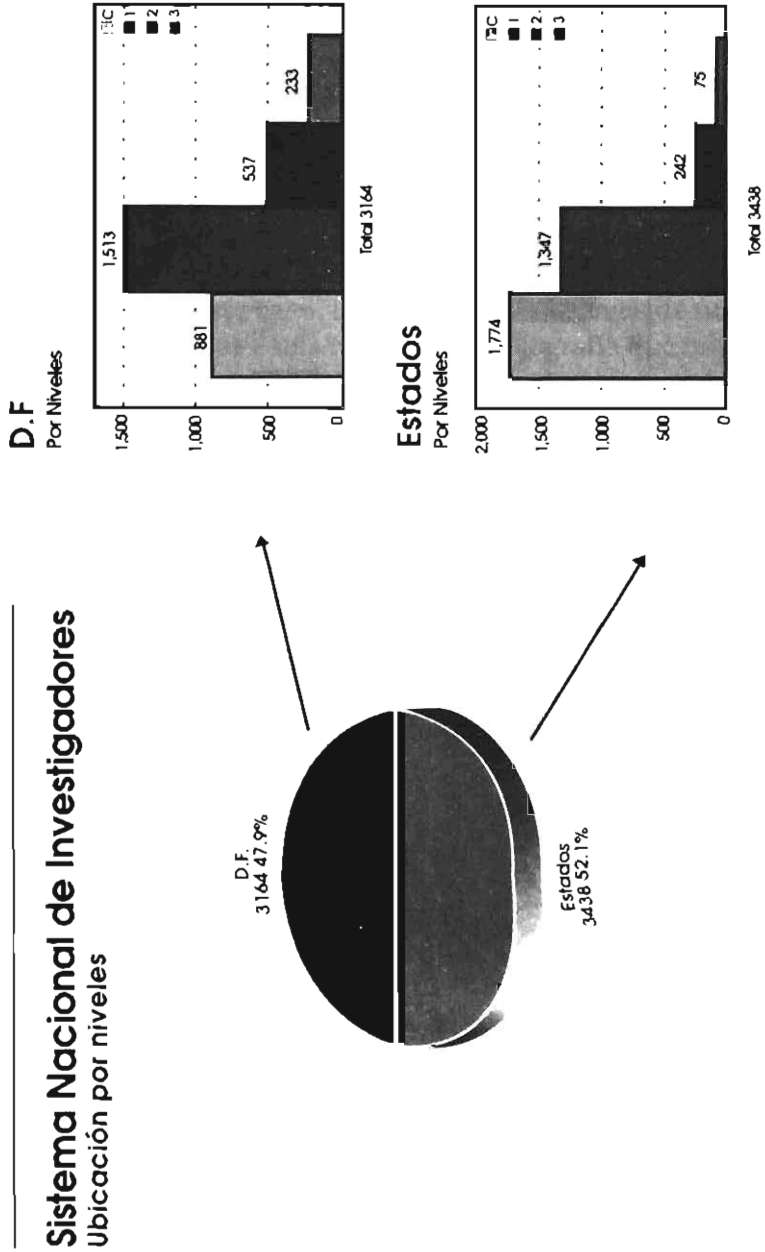 Sistema Nacional de Investigadores
Ubicación por niveles
D.F.
3164 47.9%
Estados
3438 52.1%
D.F
Por Niveles
1,500
1,000
500
0
881
1,513
537
233
C
1
2
3
Total 3164
Estados
Por Niveles
2,000
1,500
1,000
500
0
1,774
1,347
242
75
C
1
2
3
Total 3438